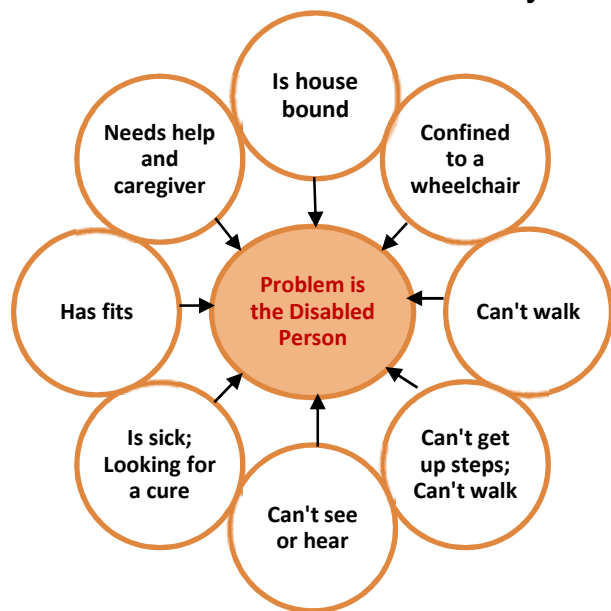 Is house
bound
Confined
to a
wheelchair
Can't walk
Can't get
up steps;
Can't walk
Can't see
or hear
Is sick;
Looking for
a cure
Has fits
Needs help
and
caregiver
Problem is
the Disabled
Person